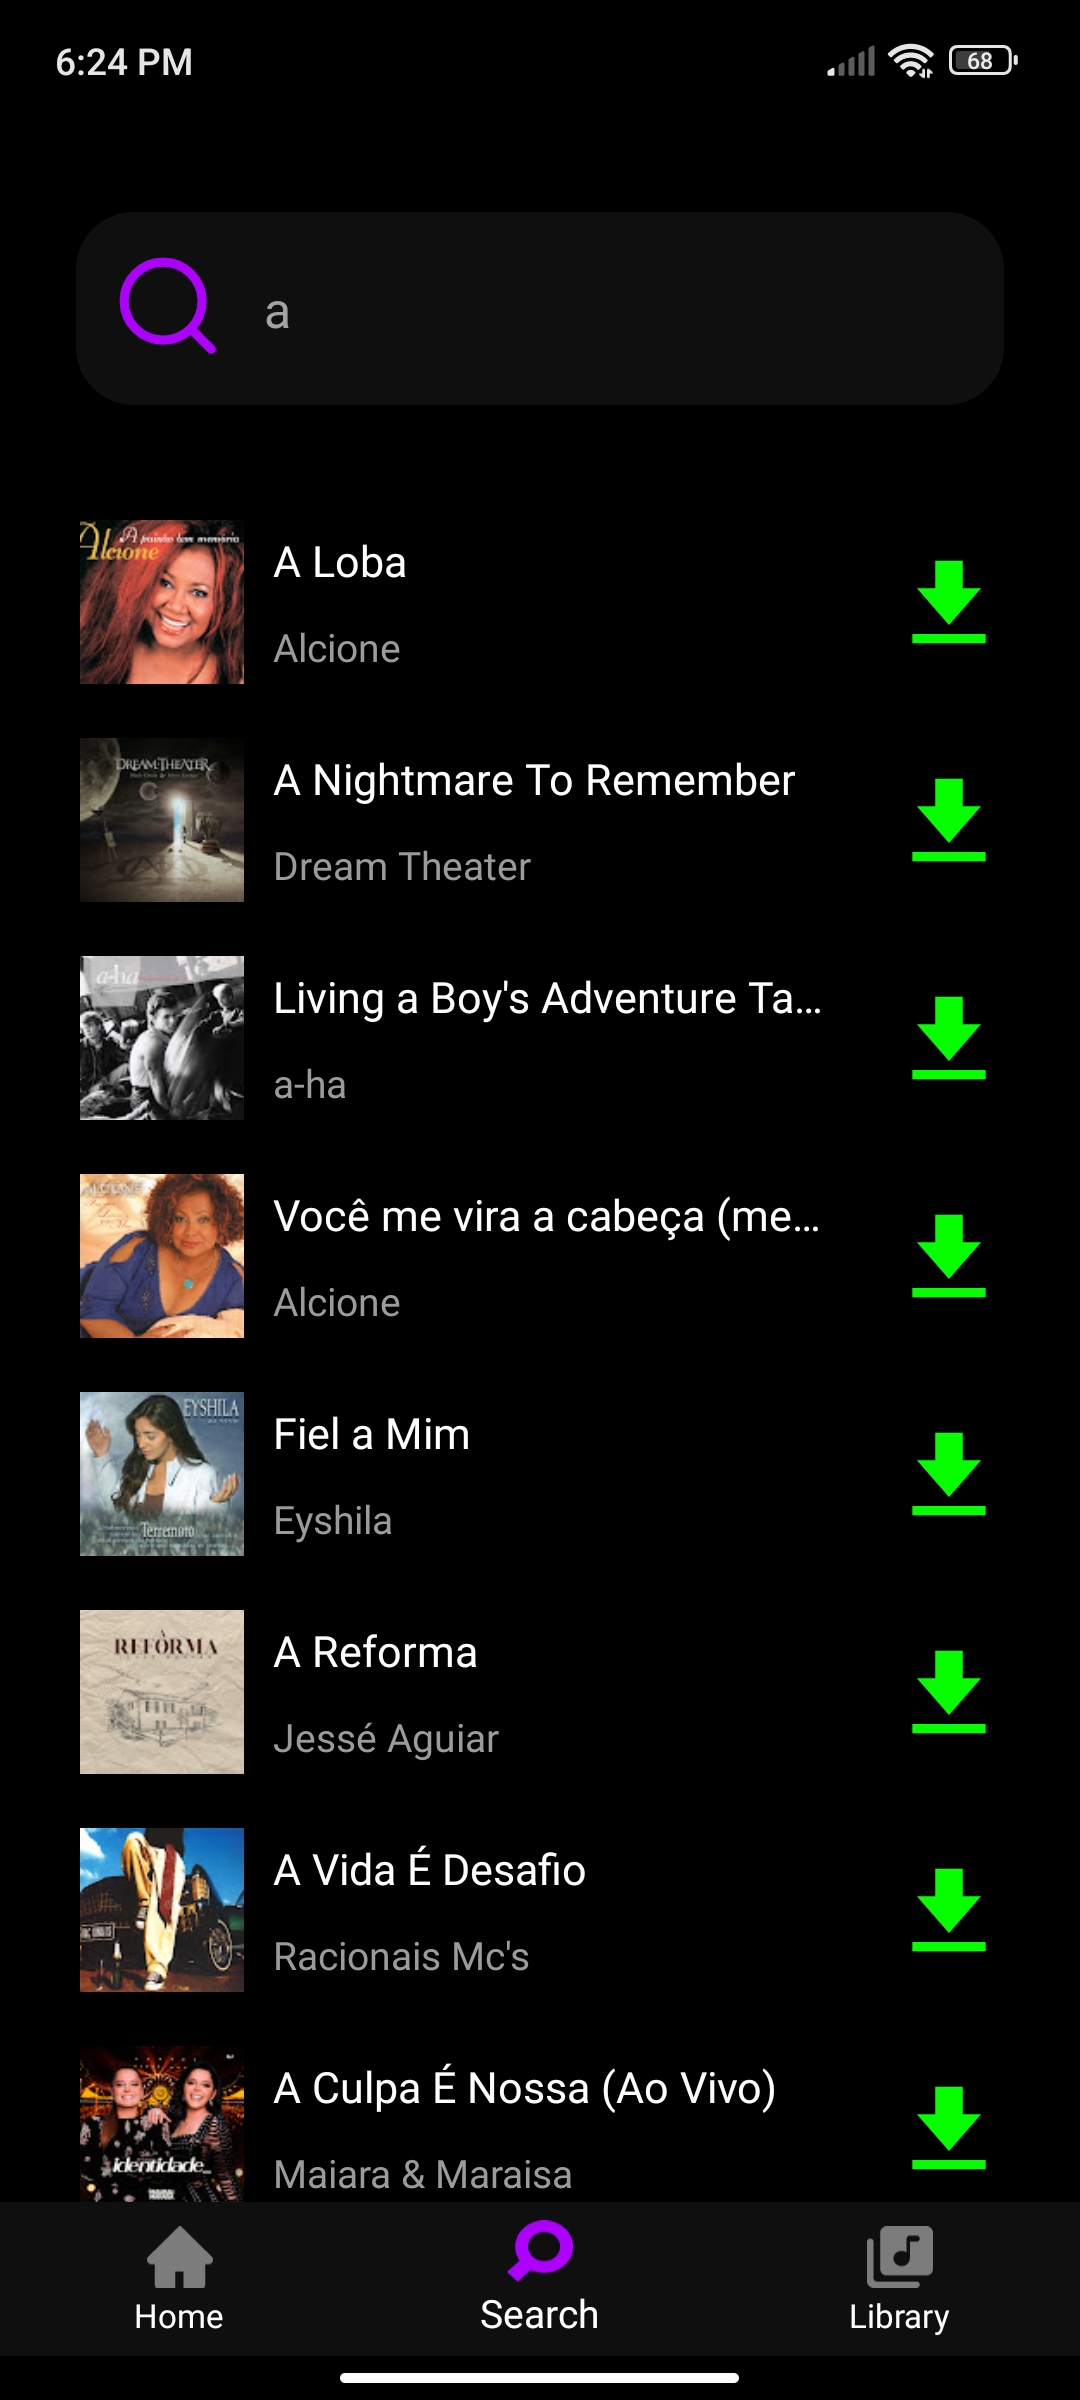 6:24 PM
68
a
Alcione
A paixão tem memória
A Loba
Alcione
DREAM THEATER
A Nightmare To Remember
Dream Theater
a-ha
Living a Boy's Adventure Ta...
a-ha
ALCIONE
Você me vira a cabeça (me...
Alcione
EYSHILA
Terremoto
Fiel a Mim
Eyshila
À REFORMA
A Reforma
Jessé Aguiar
A Vida É Desafio
Racionais Mc's
identidade_
A Culpa É Nossa (Ao Vivo)
Maiara & Maraisa
Home
Search
Library